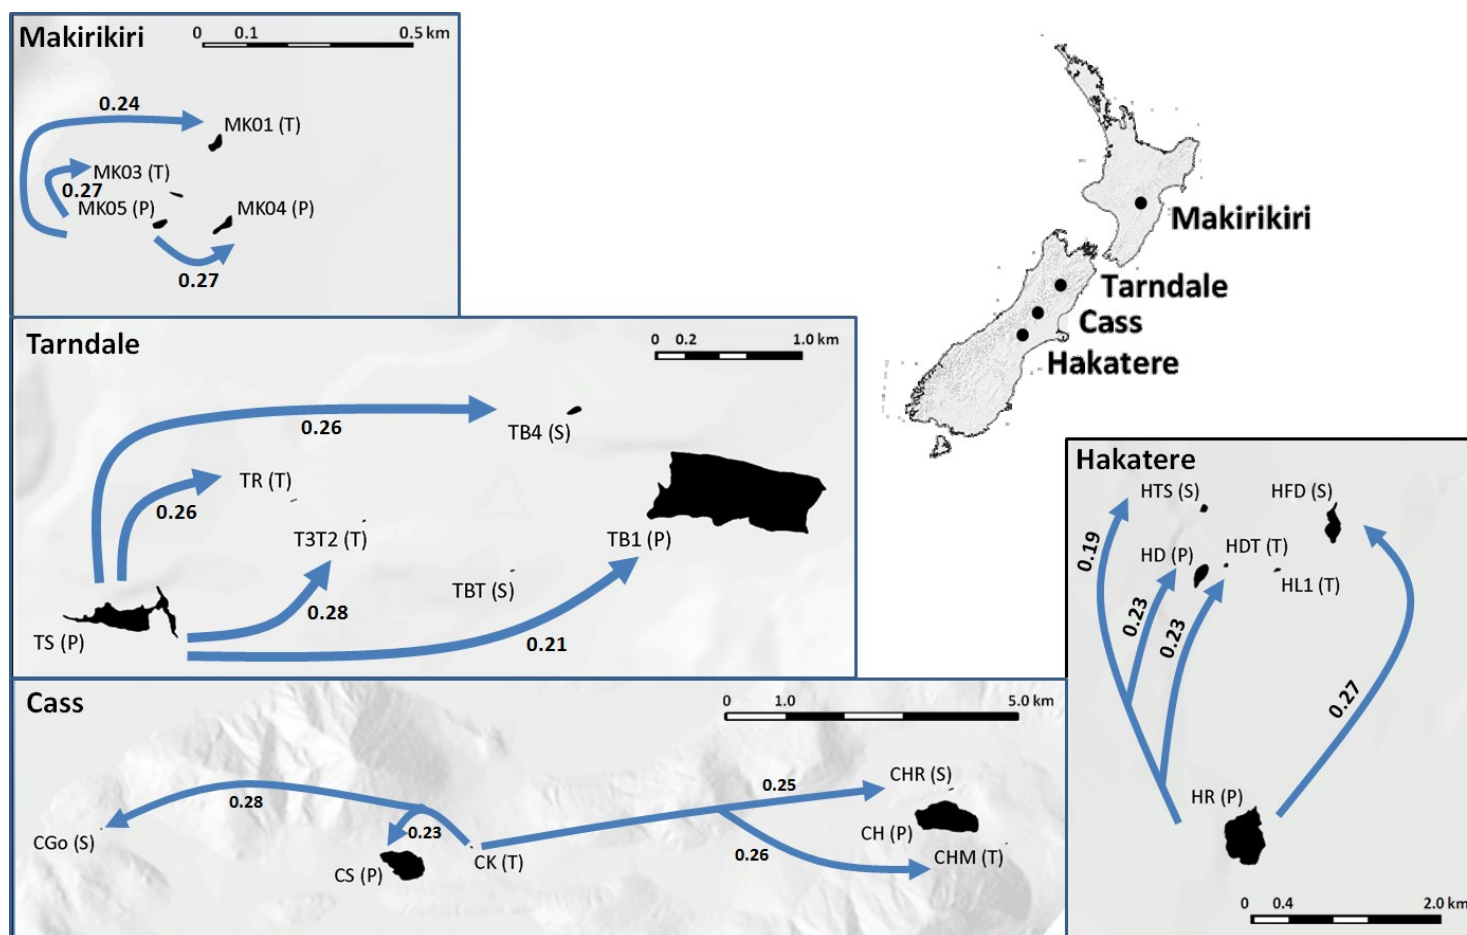 Makirikiri
0 0.1 0.5 km
0.24
MK01 (T)
MK03 (T)
0.27
MK05 (P)
MK04 (P)
0.27
Tarndale
0 0.2 1.0 km
0.26
TB4 (S)
TR (T)
0.26
T3T2 (T)
TB1 (P)
TBT (S)
0.28
TS (P)
0.21
Cass
0 1.0 5.0 km
CHR (S)
0.25
0.28
CGo (S)
0.23
CH (P)
CS (P)
CK (T)
0.26
CHM (T)
Makirikiri
Tarndale
Cass
Hakatere
Hakatere
HTS (S)
HFD (S)
0.19
HD (P)
HDT (T)
HL1 (T)
0.23
0.23
0.27
HR (P)
0 0.4 2.0 km